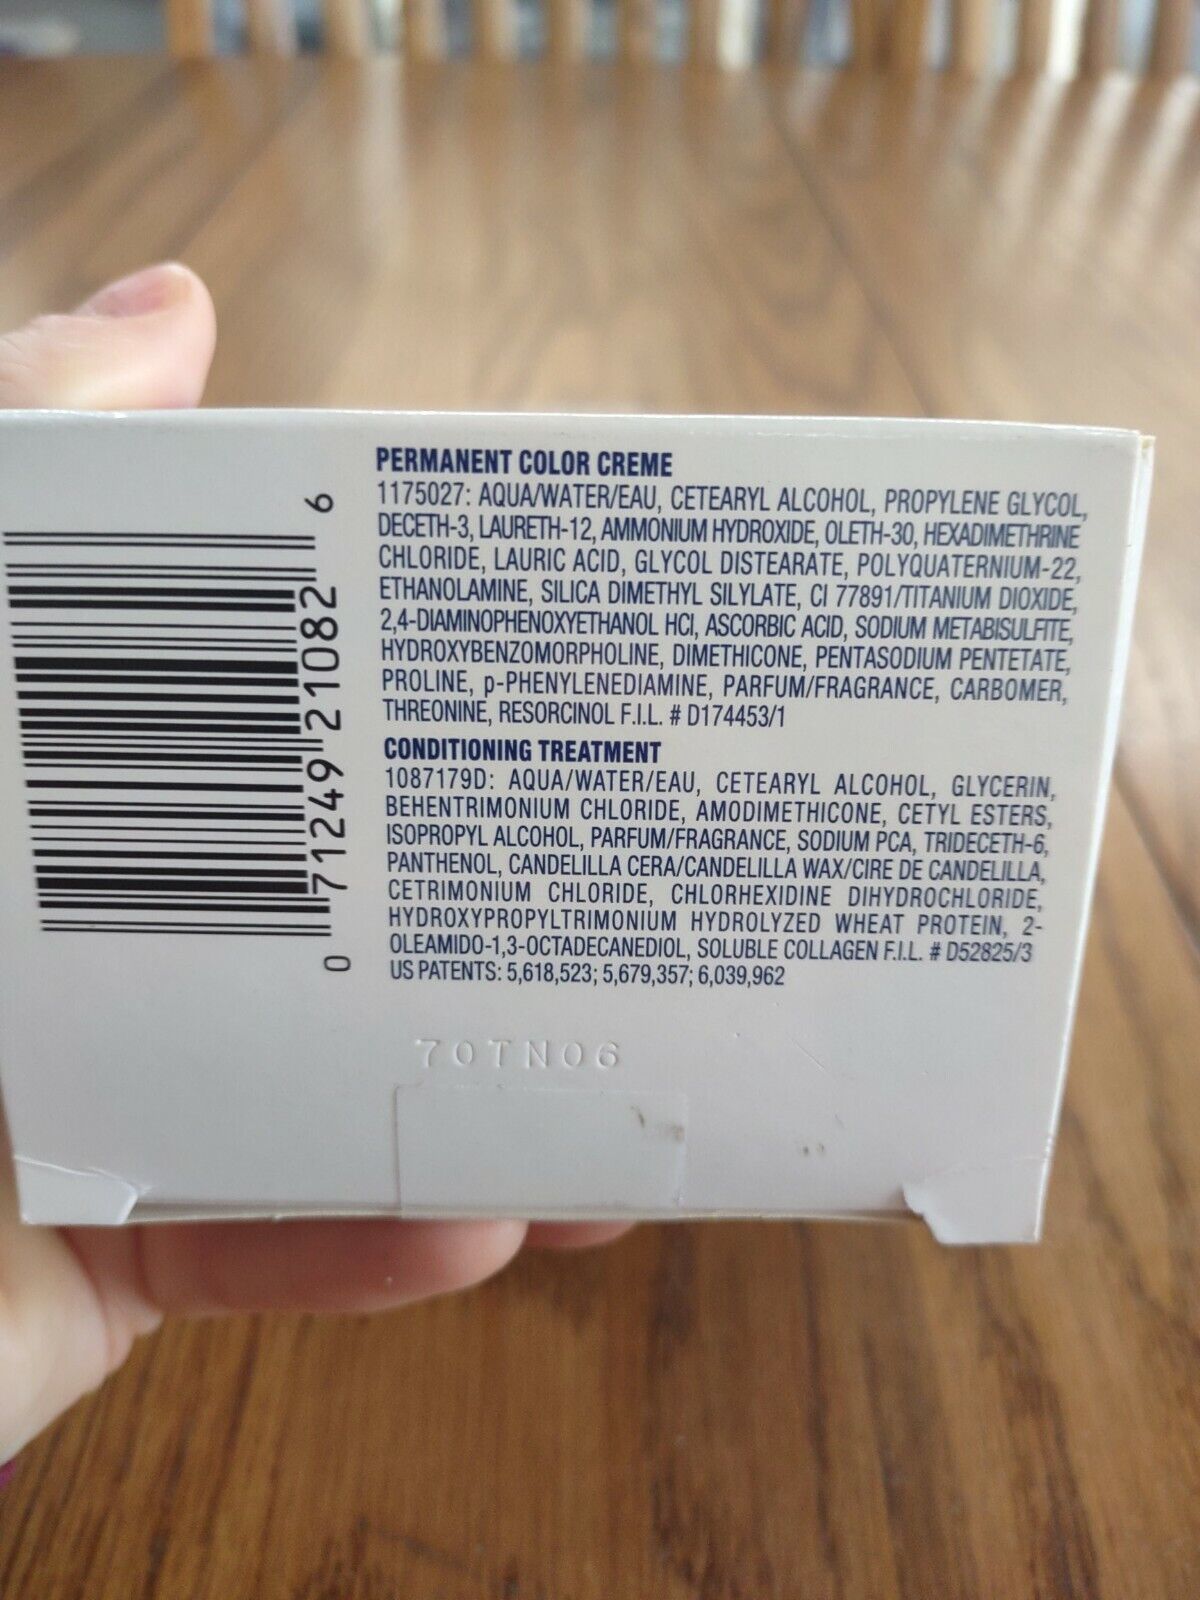 PERMANENT COLOR CREME
1175027: AQUA/WATER/EAU, CETEARYL ALCOHOL, PROPYLENE GLYCOL,
DECETH-3, LAURETH-12, AMMONIUM HYDROXIDE, OLETH-30, HEXADIMETHRINE
CHLORIDE, LAURIC ACID, GLYCOL DISTEARATE, POLYQUATERNIUM-22,
ETHANOLAMINE, SILICA DIMETHYL SILYLATE, CI 77891/TITANIUM DIOXIDE,
2,4-DIAMINOPHENOXYETHANOL HCl, ASCORBIC ACID, SODIUM METABISULFITE,
HYDROXYBENZOMORPHOLINE, DIMETHICONE, PENTASODIUM PENTETATE,
PROLINE, p-PHENYLENEDIAMINE, PARFUM/FRAGRANCE, CARBOMER,
THREONINE, RESORCINOL F.I.L. # D174453/1
CONDITIONING TREATMENT
1087179D: AQUA/WATER/EAU, CETEARYL ALCOHOL, GLYCERIN,
BEHENTRIMONIUM CHLORIDE, AMODIMETHICONE, CETYL ESTERS,
ISOPROPYL ALCOHOL, PARFUM/FRAGRANCE, SODIUM PCA, TRIDECETH-6,
PANTHENOL, CANDELILLA CERA/CANDELILLA WAX/CIRE DE CANDELILLA,
CETRIMONIUM CHLORIDE, CHLORHEXIDINE DIHYDROCHLORIDE,
HYDROXYPROPYLTRIMONIUM HYDROLYZED WHEAT PROTEIN, 2-
OLEAMIDO-1,3-OCTADECANEDIOL, SOLUBLE COLLAGEN F.I.L. # D52825/3
US PATENTS: 5,618,523; 5,679,357; 6,039,962
0 71249 21082 6
70TN06